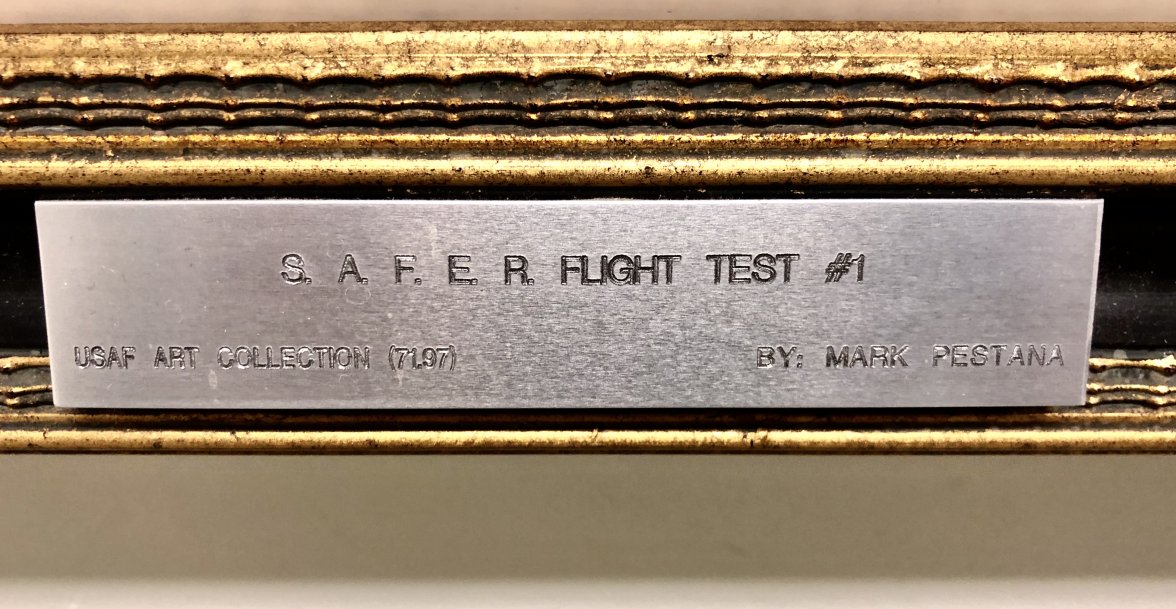 S. A. F. E. R. FLIGHT TEST #1
USAF ART COLLECTION (71.97)
BY: MARK PESTANA